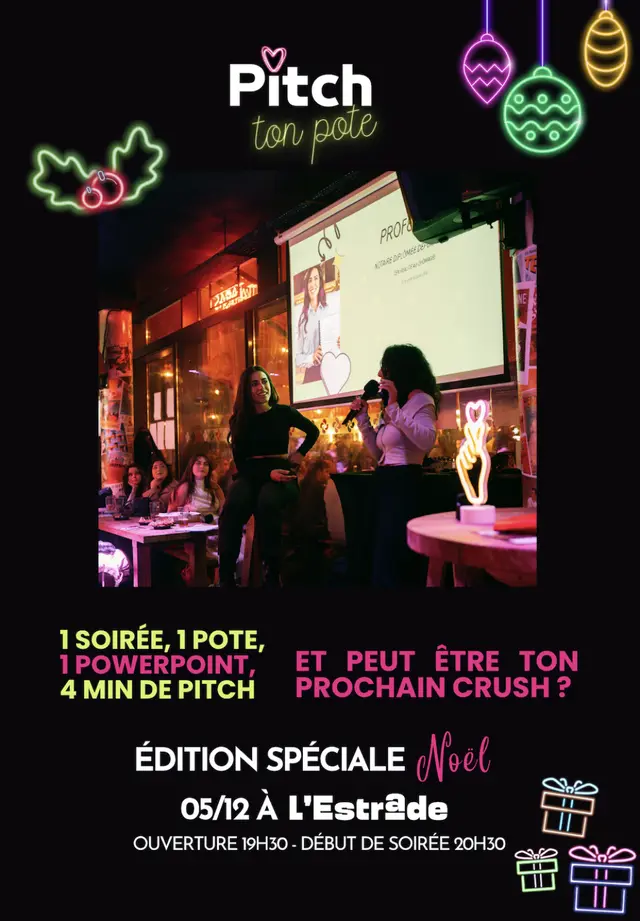 Pitch
ton pote
1 SOIRÉE, 1 POTE,
1 POWERPOINT,
4 MIN DE PITCH
ET PEUT ÊTRE TON
PROCHAIN CRUSH ?
ÉDITION SPÉCIALE Noël
05/12 À L'Estrade
OUVERTURE 19H30 - DÉBUT DE SOIRÉE 20H30